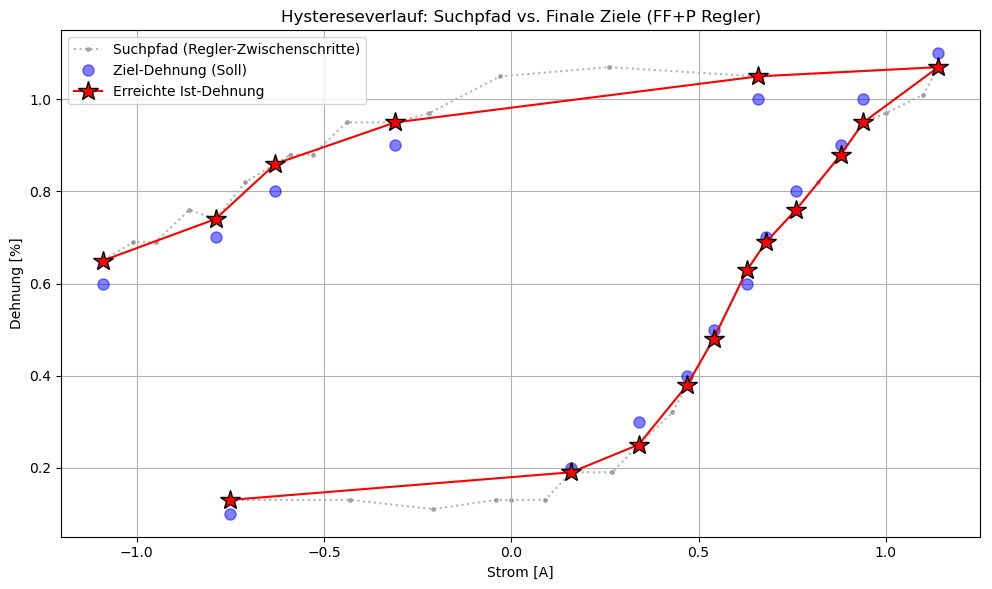 Hystereseverlauf: Suchpfad vs. Finale Ziele (FF+P Regler)
Suchpfad (Regler-Zwischenschritte)
Ziel-Dehnung (Soll)
Erreichte Ist-Dehnung
Dehnung [%]
1.0
0.8
0.6
0.4
0.2
−1.0 −0.5 0.0 0.5 1.0
Strom [A]